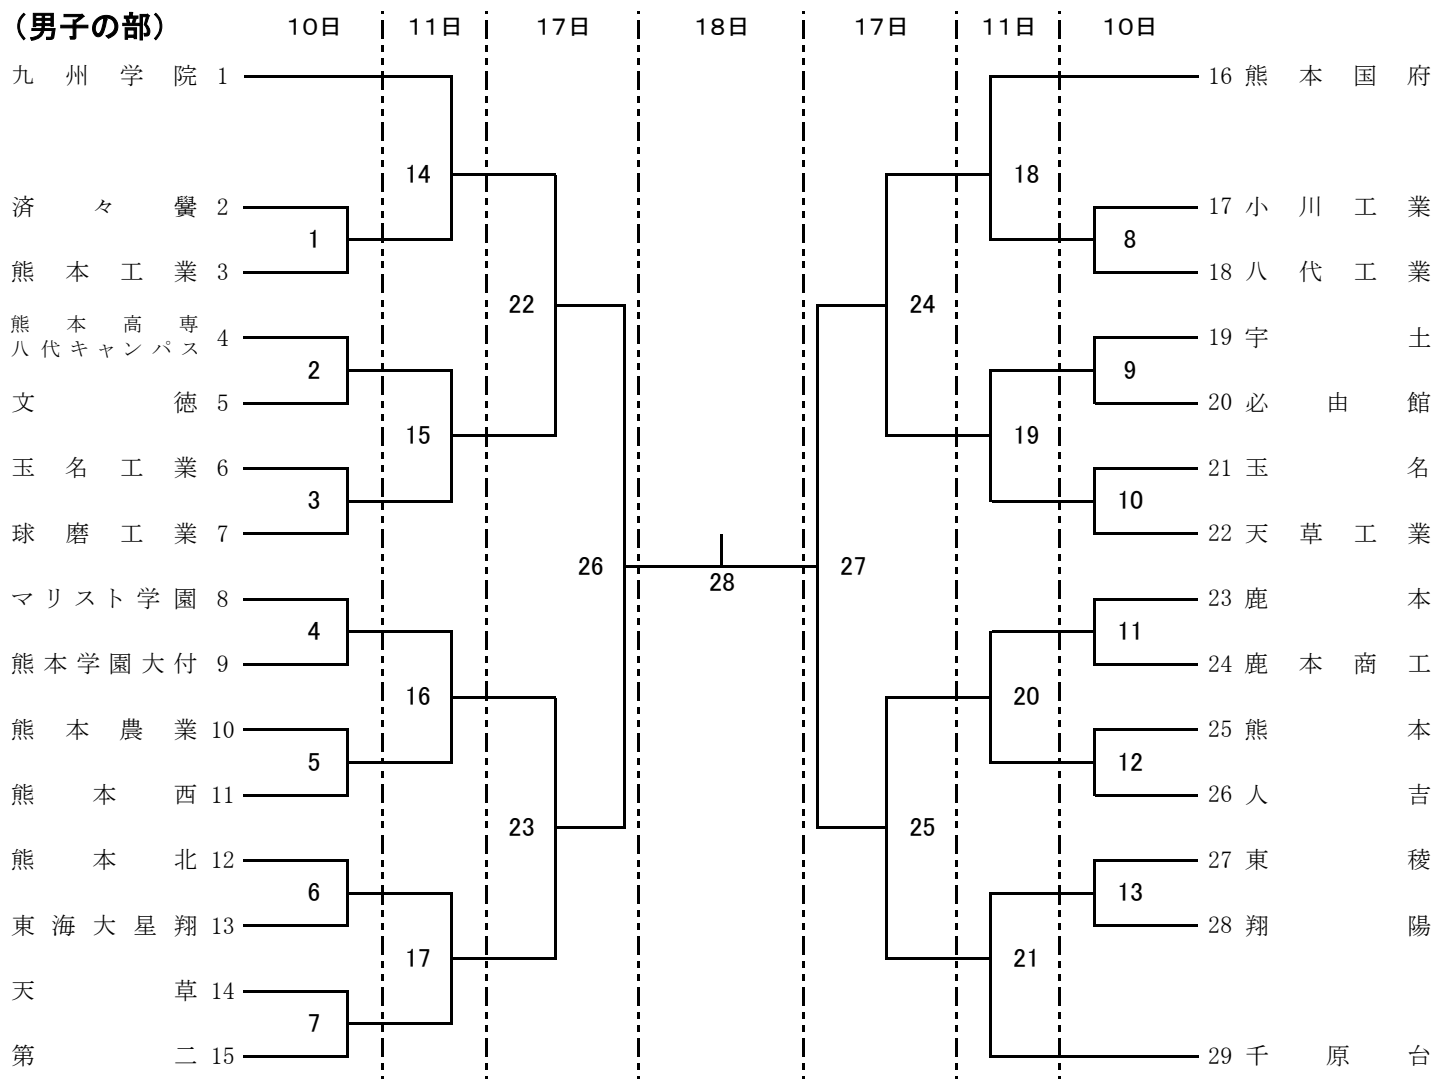 （男子の部）
10日 11日 17日 18日 17日 11日 10日
九州学院 1
済々黌 2
熊本工業 3
熊本高専
八代キャンパス 4
文徳 5
玉名工業 6
球磨工業 7
マリスト学園 8
熊本学園大付 9
熊本農業 10
熊本西 11
熊本北 12
東海大星翔 13
天草 14
第二 15
1
2
3
4
5
6
7
14
15
16
17
22
23
26
28
27
24
25
18
19
20
21
8
9
10
11
12
13
16 熊本国府
17 小川工業
18 八代工業
19 宇土
20 必由館
21 玉名
22 天草工業
23 鹿本
24 鹿本商工
25 熊本
26 人吉
27 東稜
28 翔陽
29 千原台